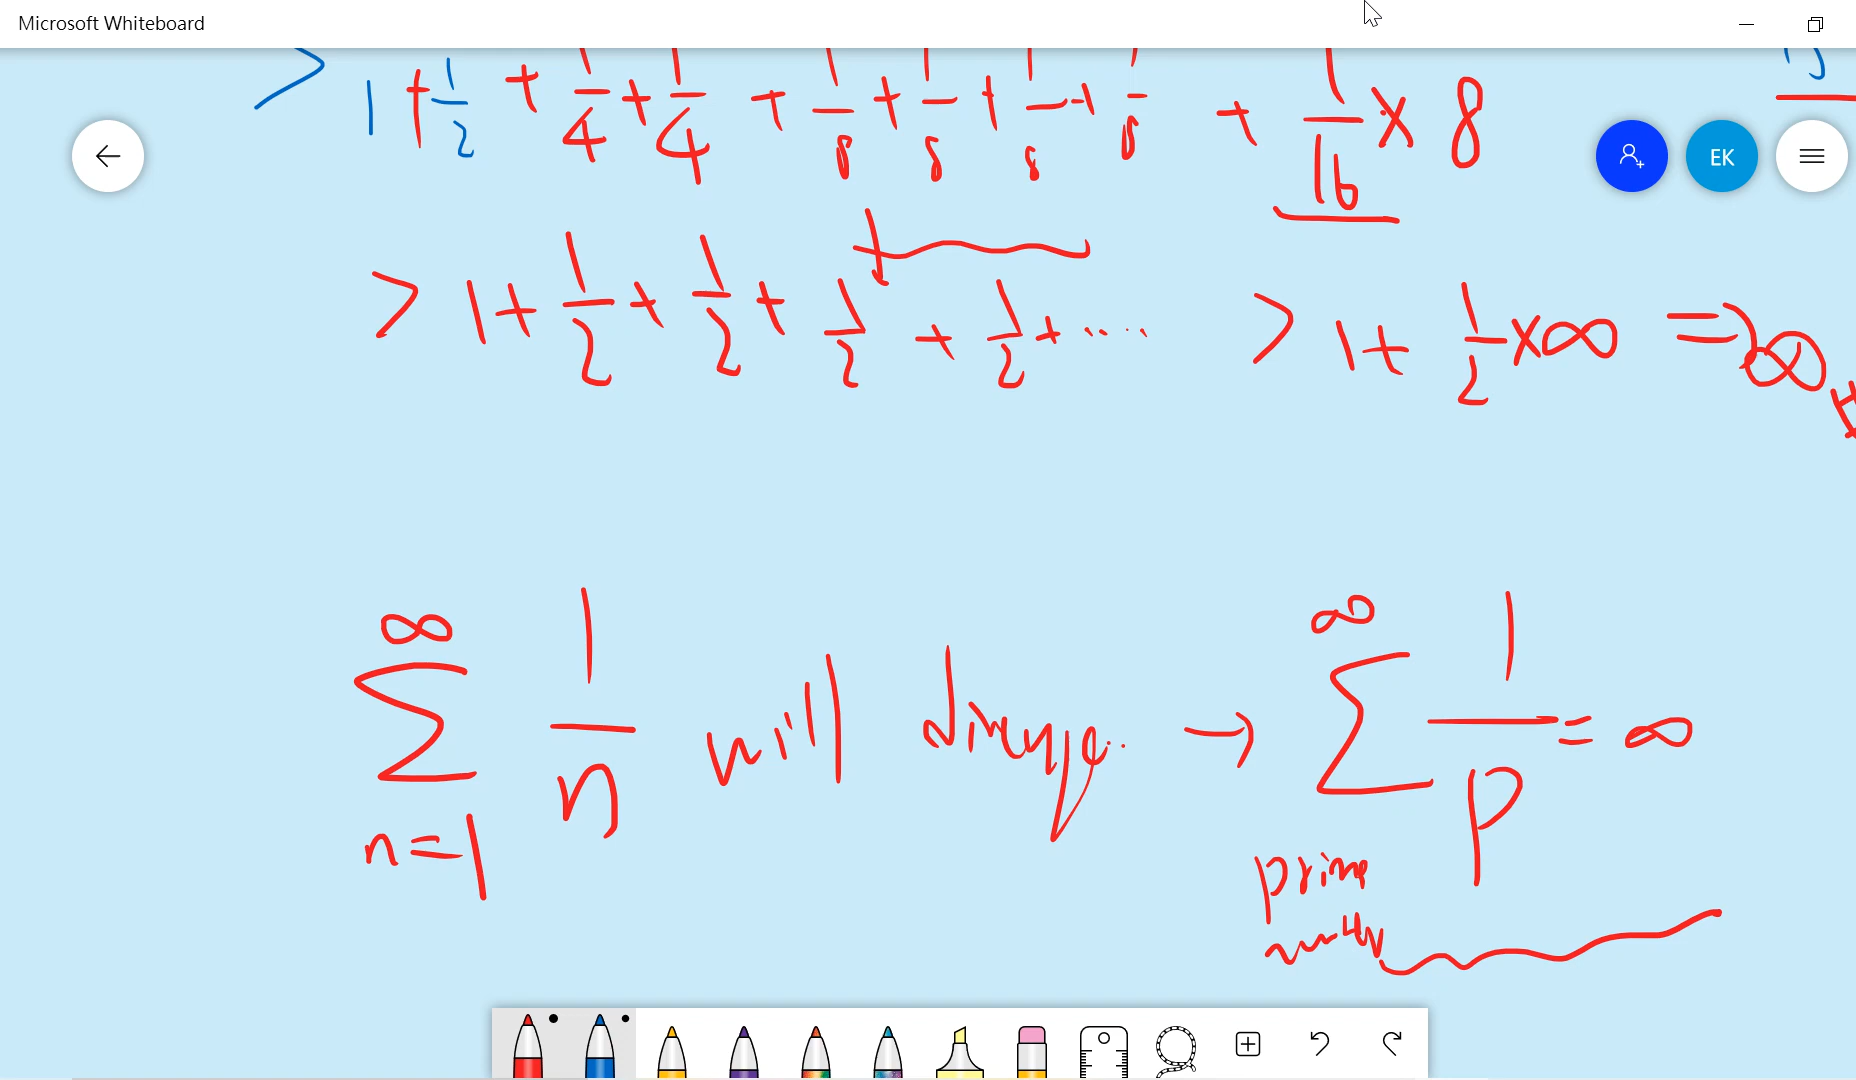 Microsoft Whiteboard
> 1 + 1/2 + 1/4 + 1/4 + 1/8 + 1/8 + 1/8 + 1/8 + 1/16 × 8
EK
> 1 + 1/2 + 1/2 + 1/2 + 1/2 + ...... > 1 + 1/2 × ∞ = ∞
∞ ∑ n=1 1/n will diverge.. → ∞ ∑ 1/p = ∞
prime